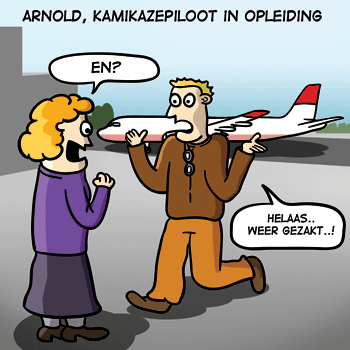 ARNOLD, KAMIKAZEPILOOT IN OPLEIDING
EN?
HELAAS..
WEER GEZAKT..!